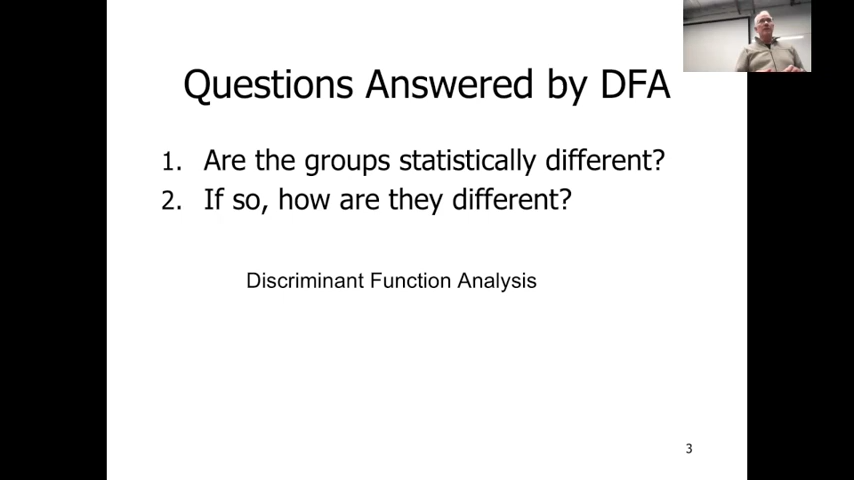 Questions Answered by DFA
1. Are the groups statistically different?
2. If so, how are they different?
Discriminant Function Analysis
3